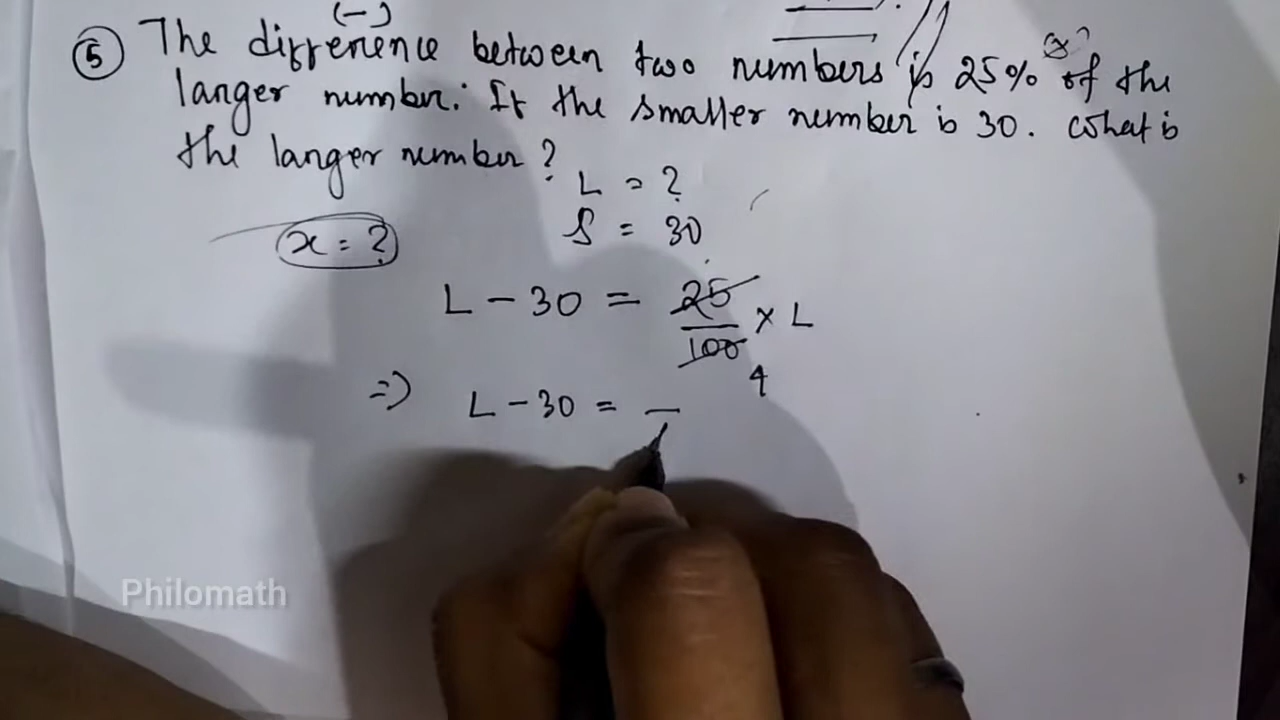 (-)
⑤ The difference between two numbers is 25% of the
larger number. If the smaller number is 30. What is
the larger number?
L = ?
S = 30
x = ?
L - 30 = 25/100 × L
4
=> L - 30 = —
Philomath